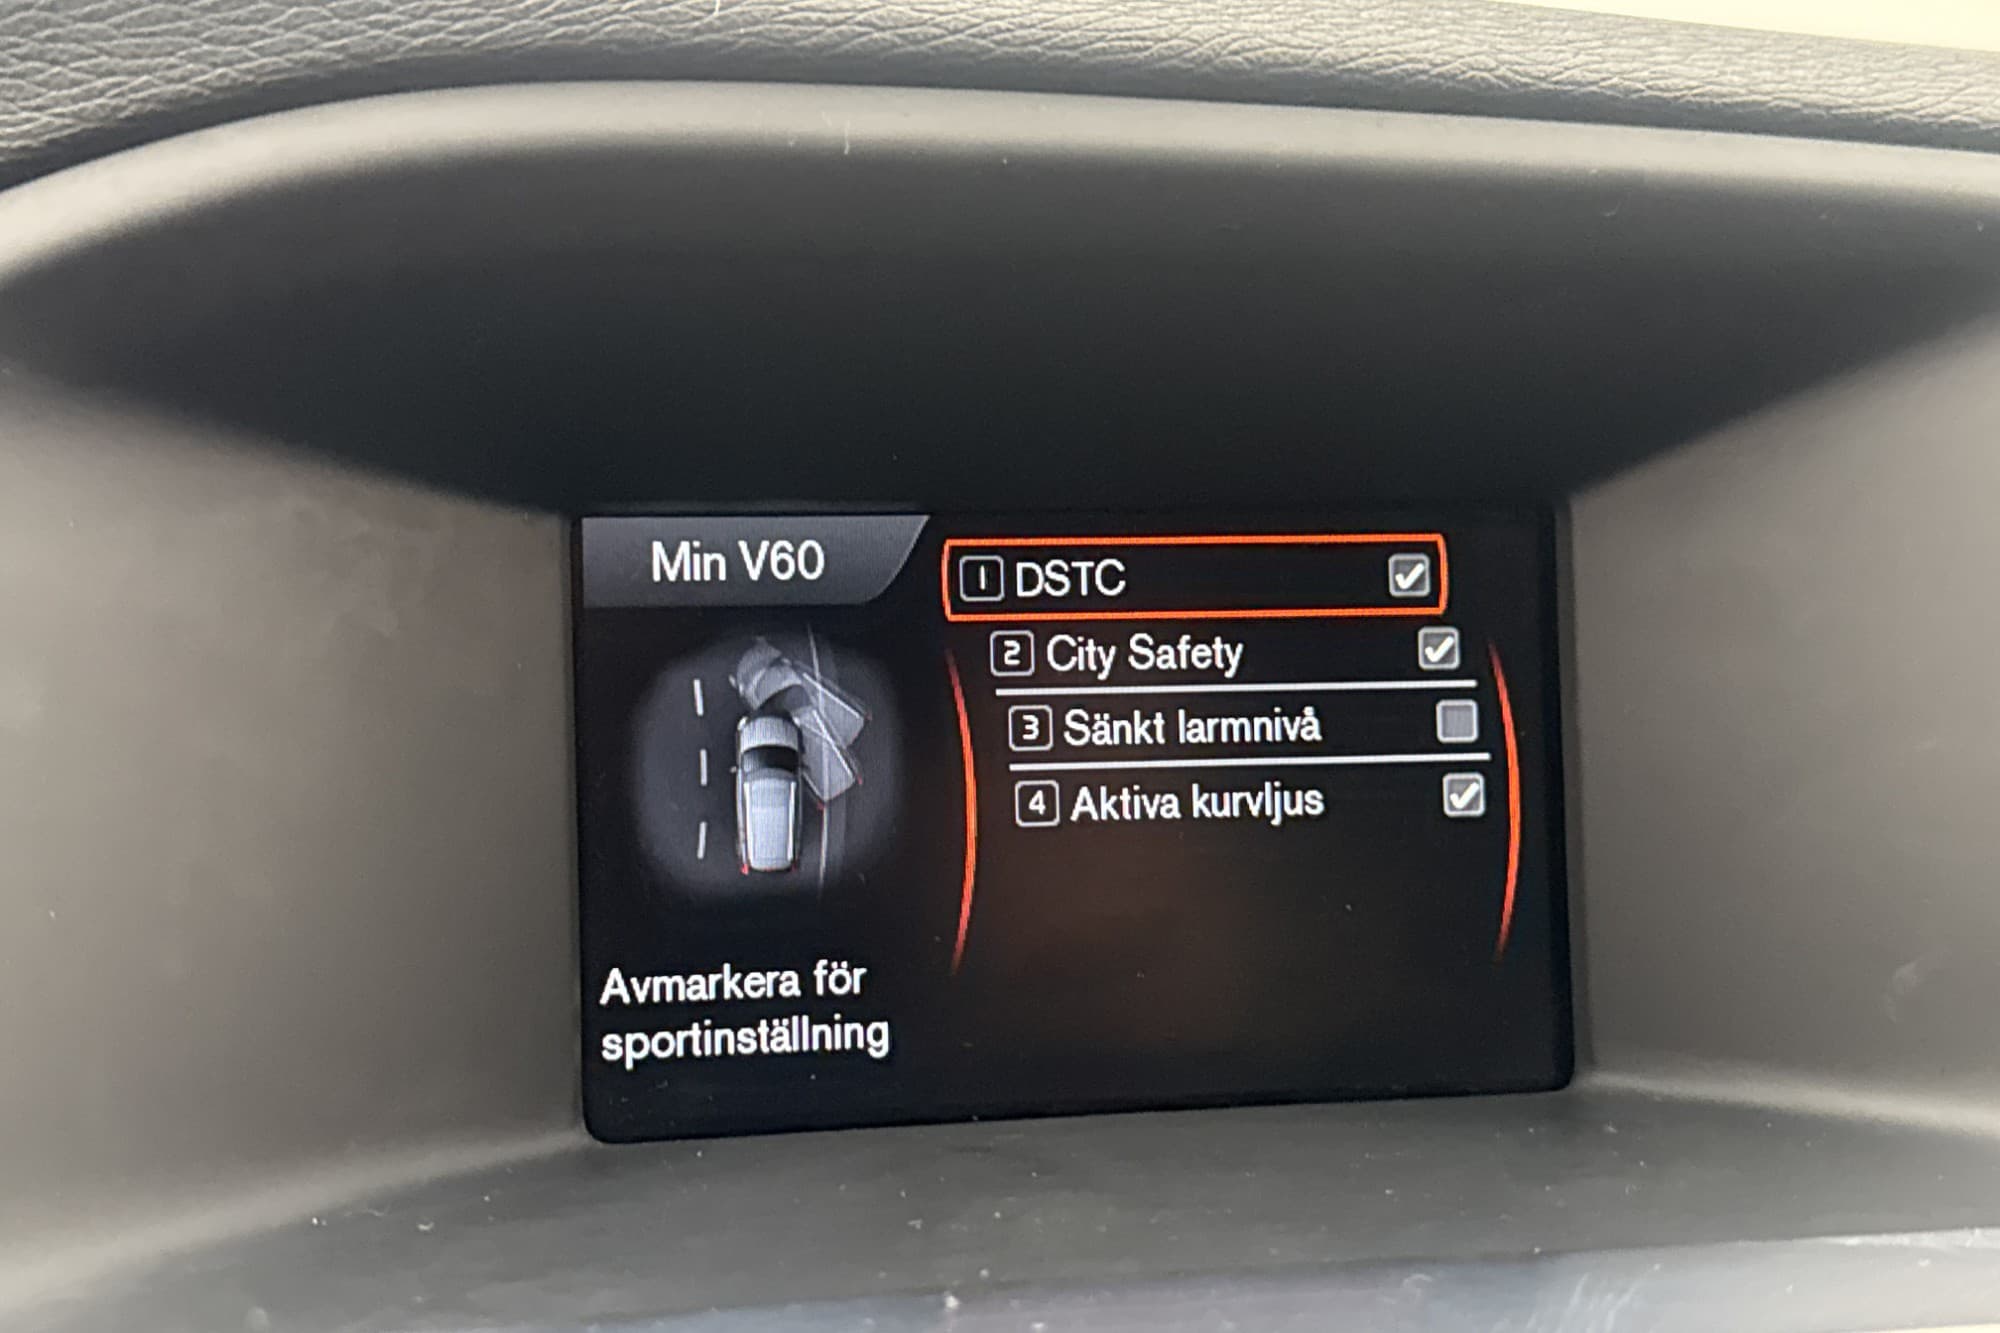 Min V60
1 DSTC
2 City Safety
3 Sänkt larmnivå
4 Aktiva kurvljus
Avmarkera för
sportinställning